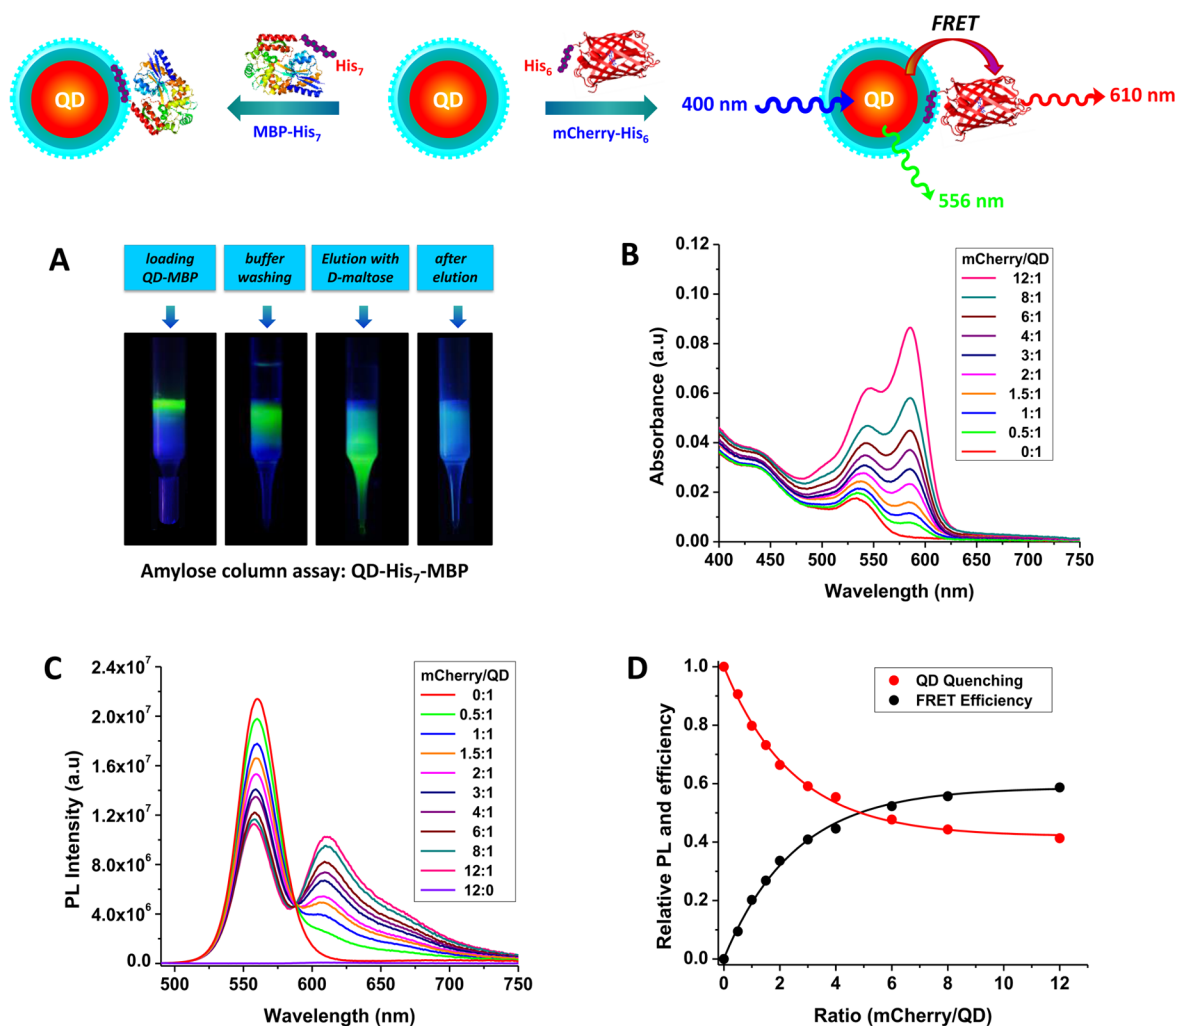 FRET
QD
His₇
MBP-His₇
QD
His₆
mCherry-His₆
400 nm
QD
610 nm
556 nm
A
loading
QD-MBP
buffer
washing
Elution with
D-maltose
after
elution
Amylose column assay: QD-His₇-MBP
B
0.12
0.10
0.08
0.06
0.04
0.02
0.00
Absorbance (a.u)
mCherry/QD
12:1
8:1
6:1
4:1
3:1
2:1
1.5:1
1:1
0.5:1
0:1
400 450 500 550 600 650 700 750
Wavelength (nm)
C
2.4x10⁷
2.0x10⁷
1.6x10⁷
1.2x10⁷
8.0x10⁶
4.0x10⁶
0.0
PL Intensity (a.u)
mCherry/QD
0:1
0.5:1
1:1
1.5:1
2:1
3:1
4:1
6:1
8:1
12:1
12:0
500 550 600 650 700 750
Wavelength (nm)
D
1.0
0.8
0.6
0.4
0.2
0.0
Relative PL and efficiency
QD Quenching
FRET Efficiency
0 2 4 6 8 10 12
Ratio (mCherry/QD)